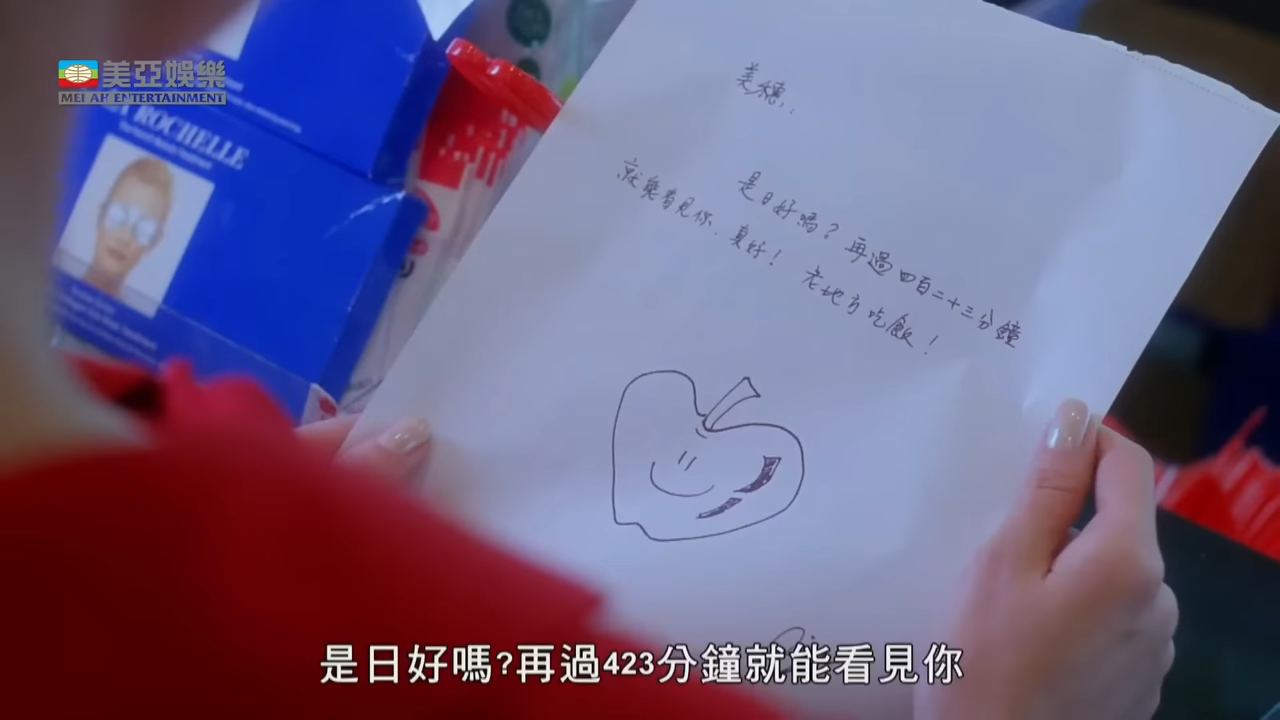 美亞娛樂
MEI AH ENTERTAINMENT
ROCHELLE
美穗:,
是日好嗎？再過四百二十三分鐘
就能看見你、真好！老地方吃飯！
是日好嗎?再過423分鐘就能看見你